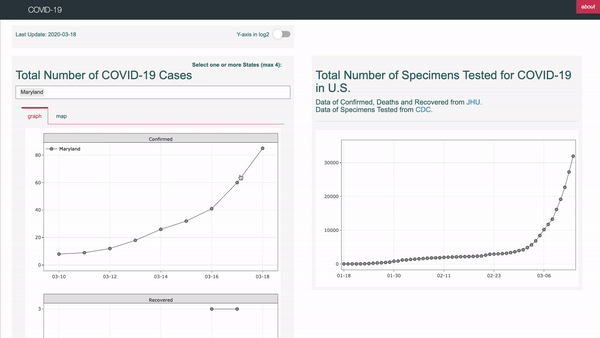 COVID-19
about
Last Update: 2020-03-18
Y-axis in log2
Select one or more States (max 4):
Total Number of COVID-19 Cases
Maryland
graph
map
Confirmed
Maryland
80
60
40
20
0
03-10
03-12
03-14
03-16
03-18
Recovered
3
Total Number of Specimens Tested for COVID-19
in U.S.
Data of Confirmed, Deaths and Recovered from JHU.
Data of Specimens Tested from CDC.
30000
20000
10000
0
01-18
01-30
02-11
02-23
03-06